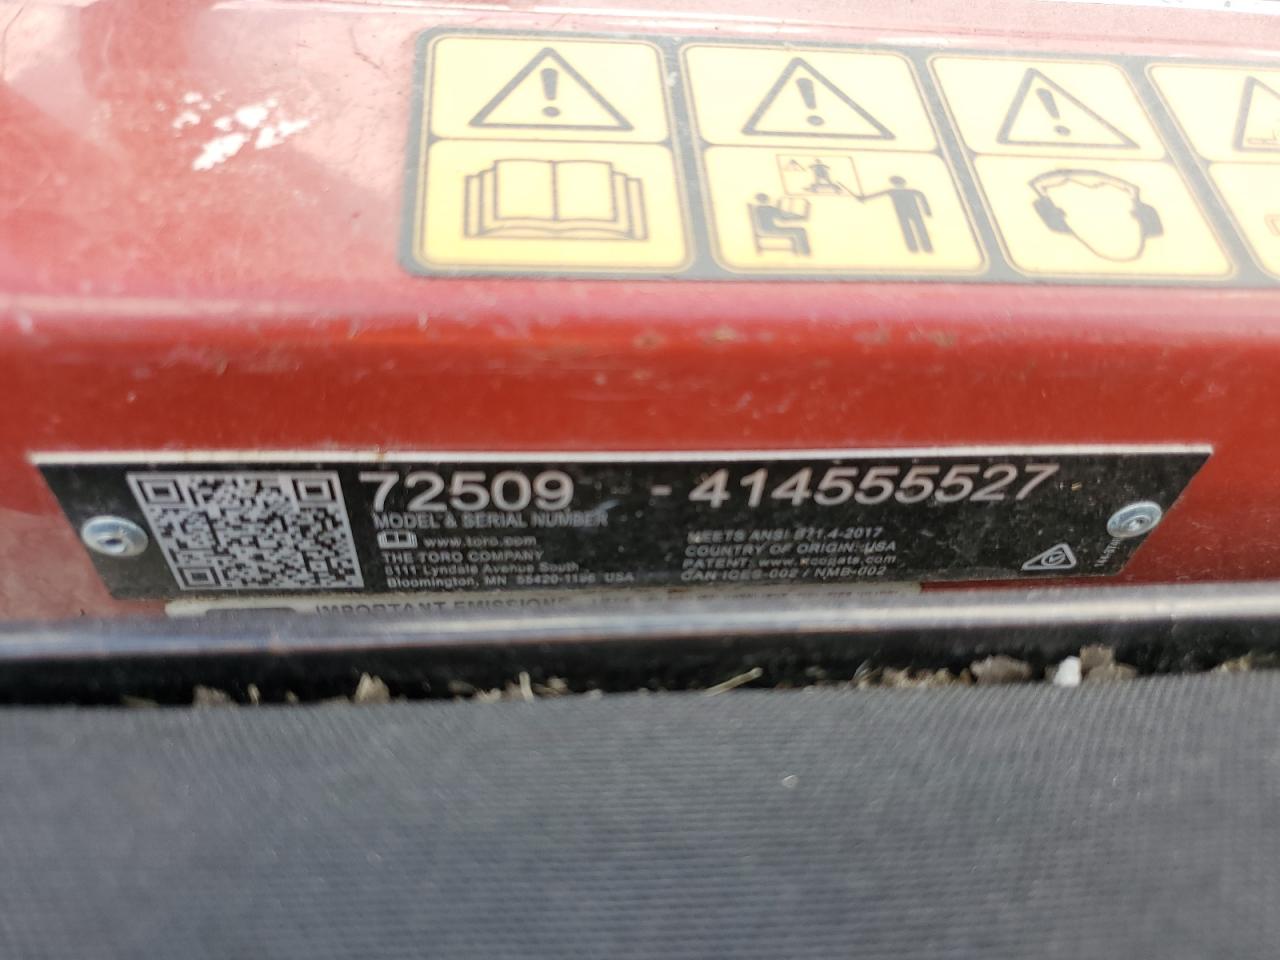 72509 - 414555527
MODEL & SERIAL NUMBER
www.toro.com
THE TORO COMPANY
8111 Lyndale Avenue South
Bloomington, MN 55420-1196 USA
MEETS ANSI B71.4-2017
COUNTRY OF ORIGIN: USA
PATENT: www.ttcopats.com
CAN ICES-002 / NMB-002
IMPORTANT EMISSIONS